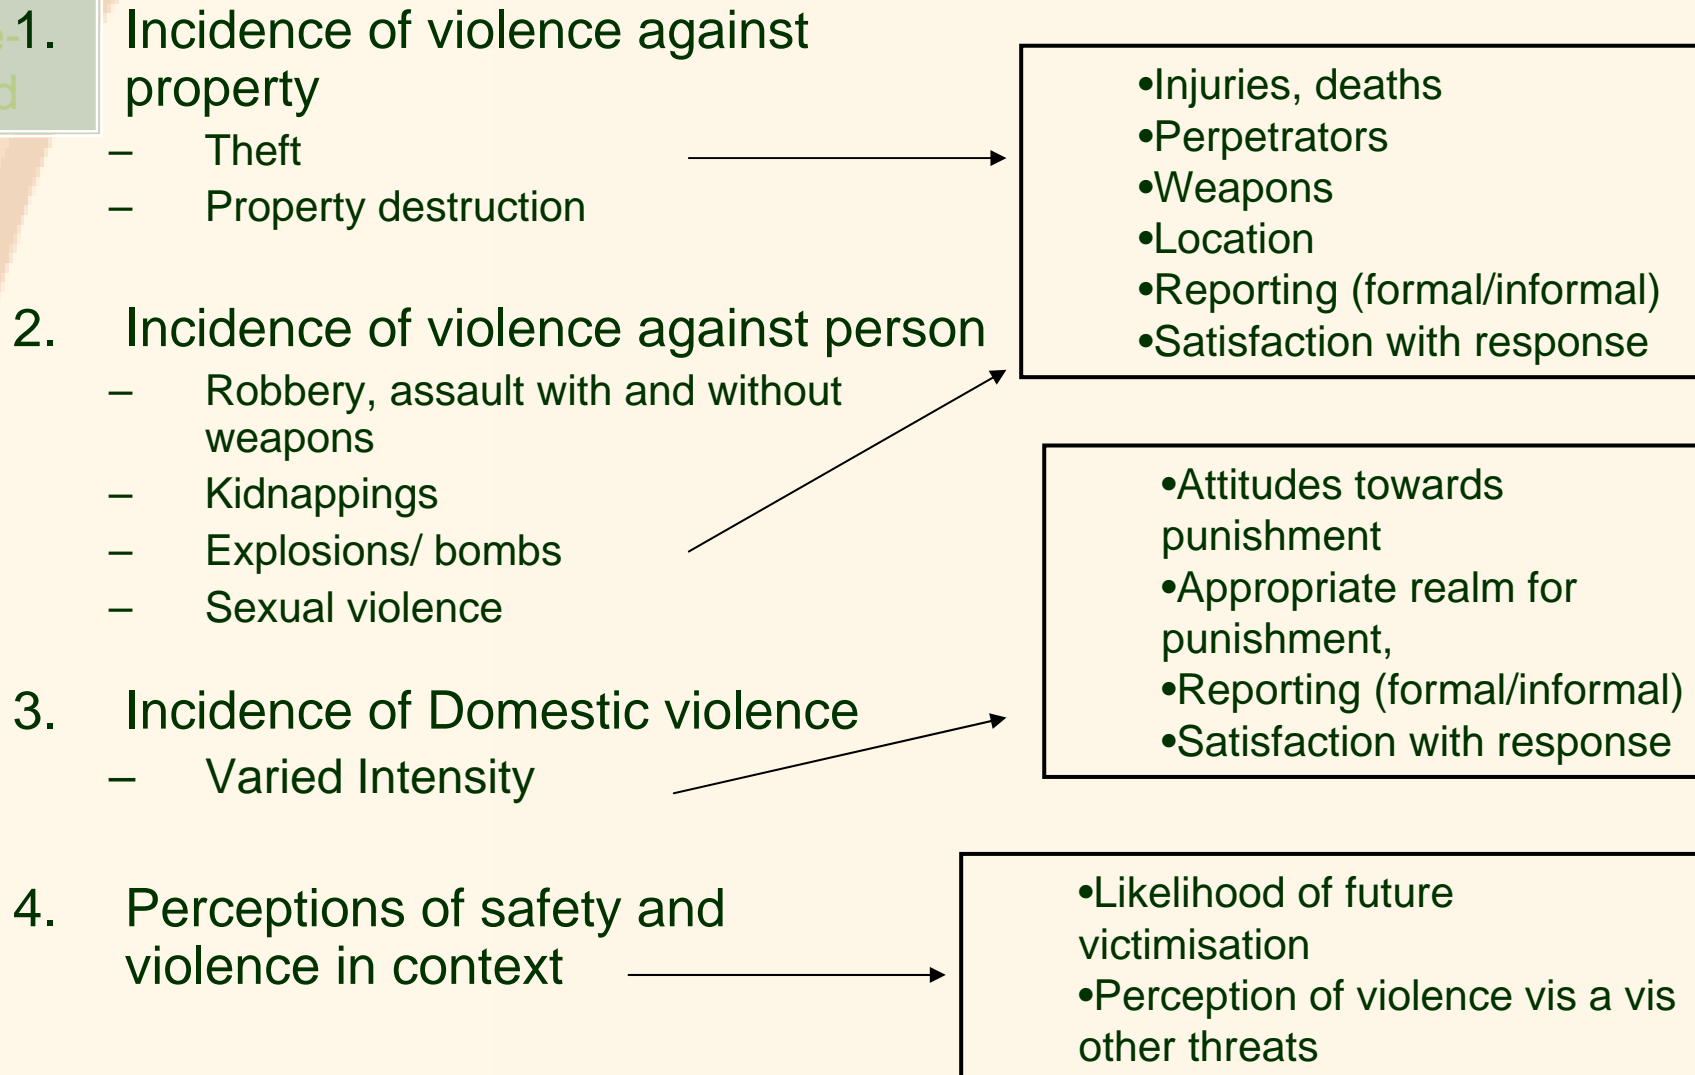 1. Incidence of violence against
property
– Theft
– Property destruction
2. Incidence of violence against person
– Robbery, assault with and without
weapons
– Kidnappings
– Explosions/ bombs
– Sexual violence
3. Incidence of Domestic violence
– Varied Intensity
4. Perceptions of safety and
violence in context
•Injuries, deaths
•Perpetrators
•Weapons
•Location
•Reporting (formal/informal)
•Satisfaction with response
•Attitudes towards
punishment
•Appropriate realm for
punishment,
•Reporting (formal/informal)
•Satisfaction with response
•Likelihood of future
victimisation
•Perception of violence vis a vis
other threats